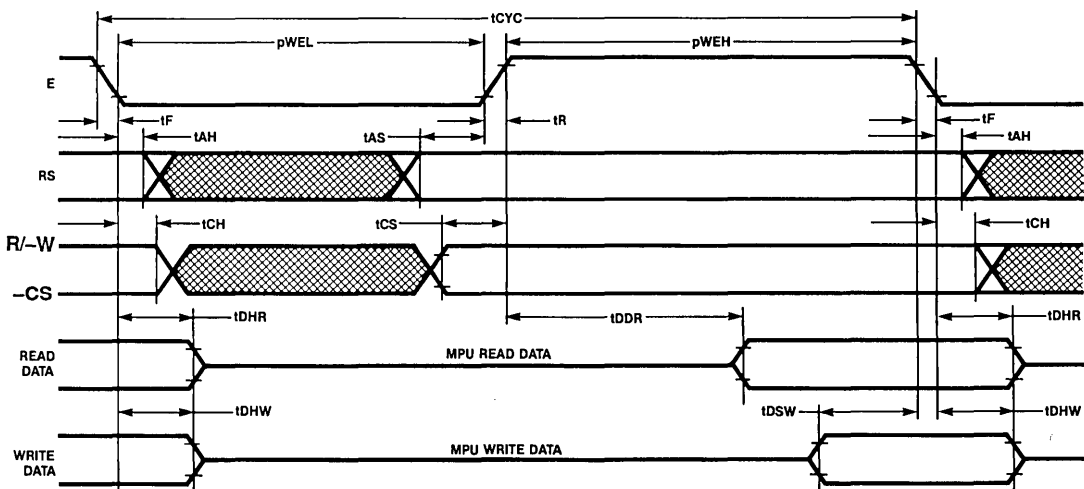 tCYC
pWEL
pWEH
E
tF
tR
tF
tAH
tAS
tAH
RS
tCH
tCS
tCH
R/–W
–CS
tDHR
tDDR
tDHR
READ
DATA
MPU READ DATA
tDHW
tDSW
tDHW
WRITE
DATA
MPU WRITE DATA